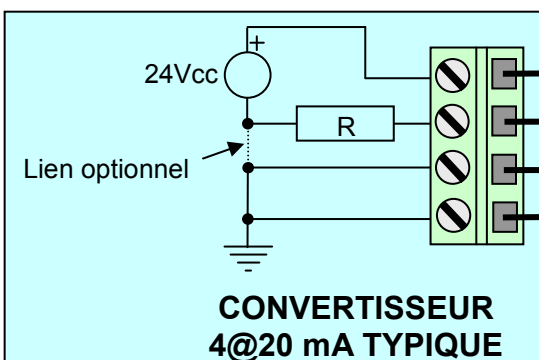 +
24Vcc
R
Lien optionnel
CONVERTISSEUR
4@20 mA TYPIQUE